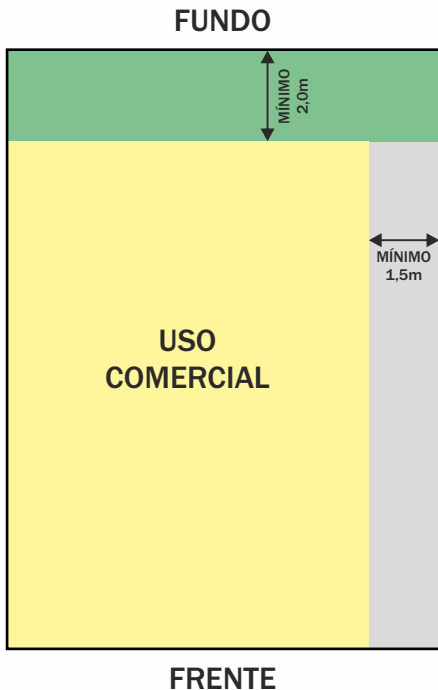 FUNDO
MÍNIMO
2,0m
MÍNIMO
1,5m
USO
COMERCIAL
FRENTE